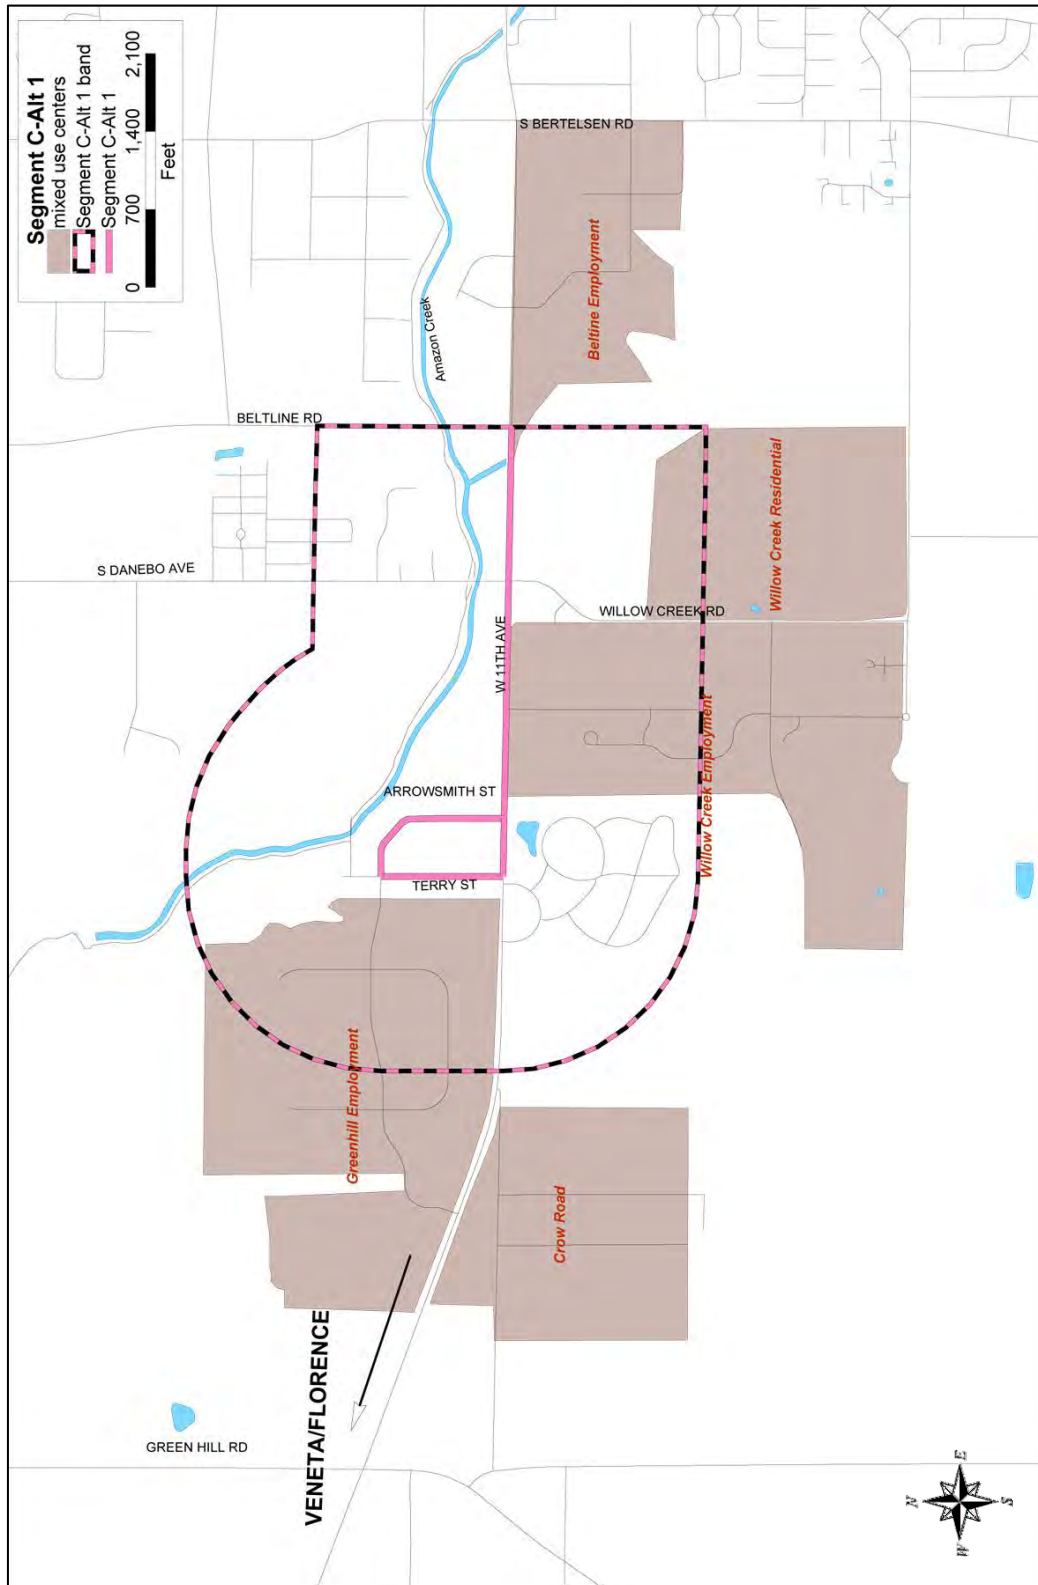 Segment C-Alt 1
mixed use centers
Segment C-Alt 1 band
Segment C-Alt 1
0 700 1,400 2,100
Feet
S BERTELSEN RD
Beltine Employment
Amazon Creek
BELTLINE RD
S DANEBO AVE
Willow Creek Residential
WILLOW CREEK RD
W 11TH AVE
Willow Creek Employment
ARROWSMITH ST
TERRY ST
Greenhill Employment
Crow Road
VENETA/FLORENCE
GREEN HILL RD
N
E
S
W